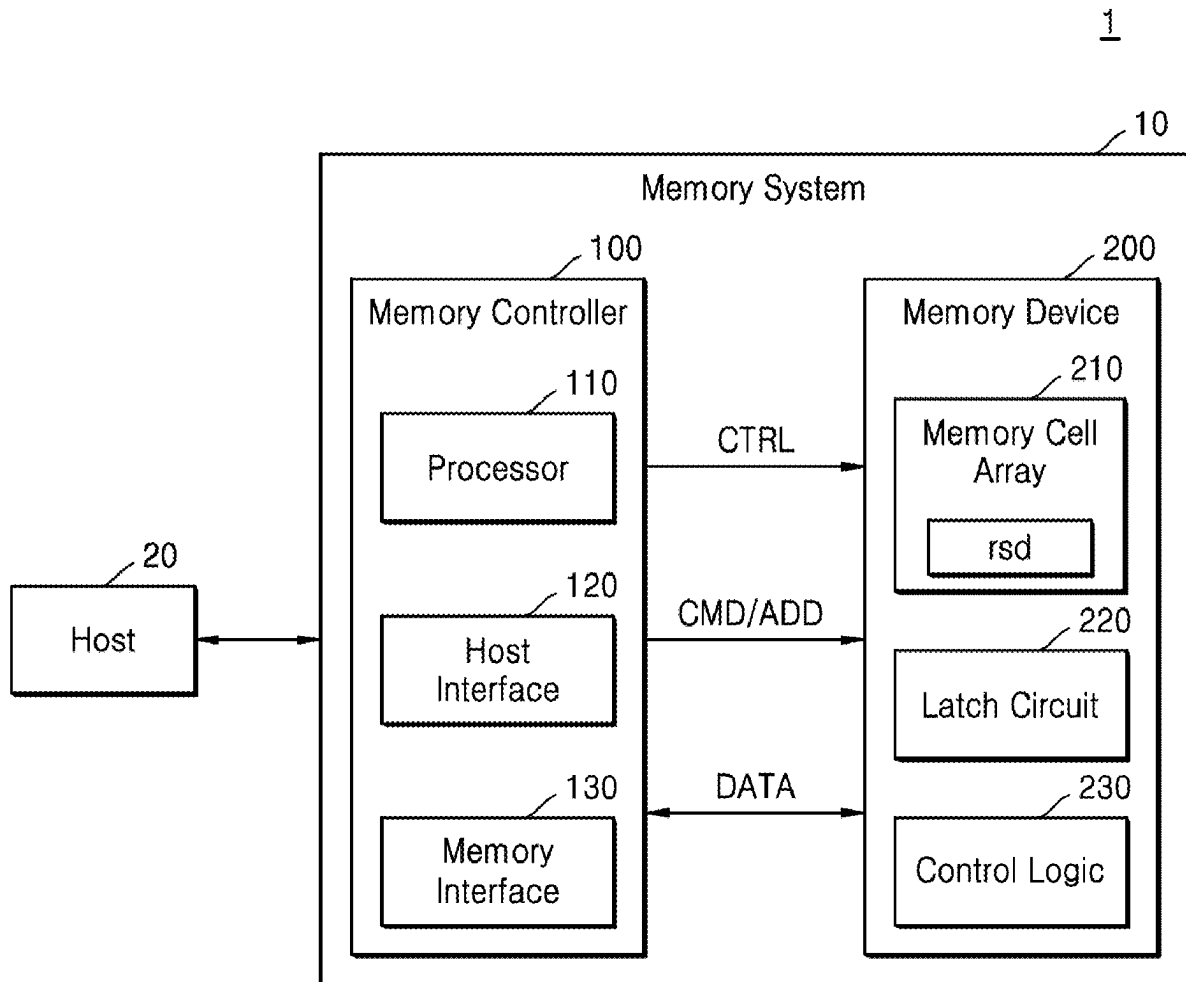 1
10
Memory System
100
200
Memory Controller
Memory Device
110
210
Processor
CTRL
Memory Cell
Array
rsd
20
Host
120
CMD/ADD
220
Host
Interface
Latch Circuit
130
DATA
230
Memory
Interface
Control Logic